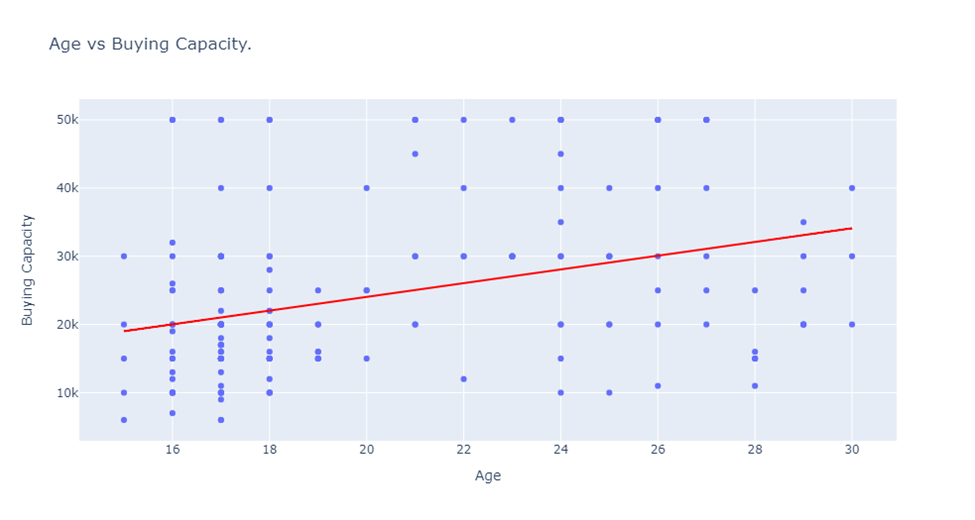 Age vs Buying Capacity.
50k
40k
30k
20k
10k
Buying Capacity
16 18 20 22 24 26 28 30
Age